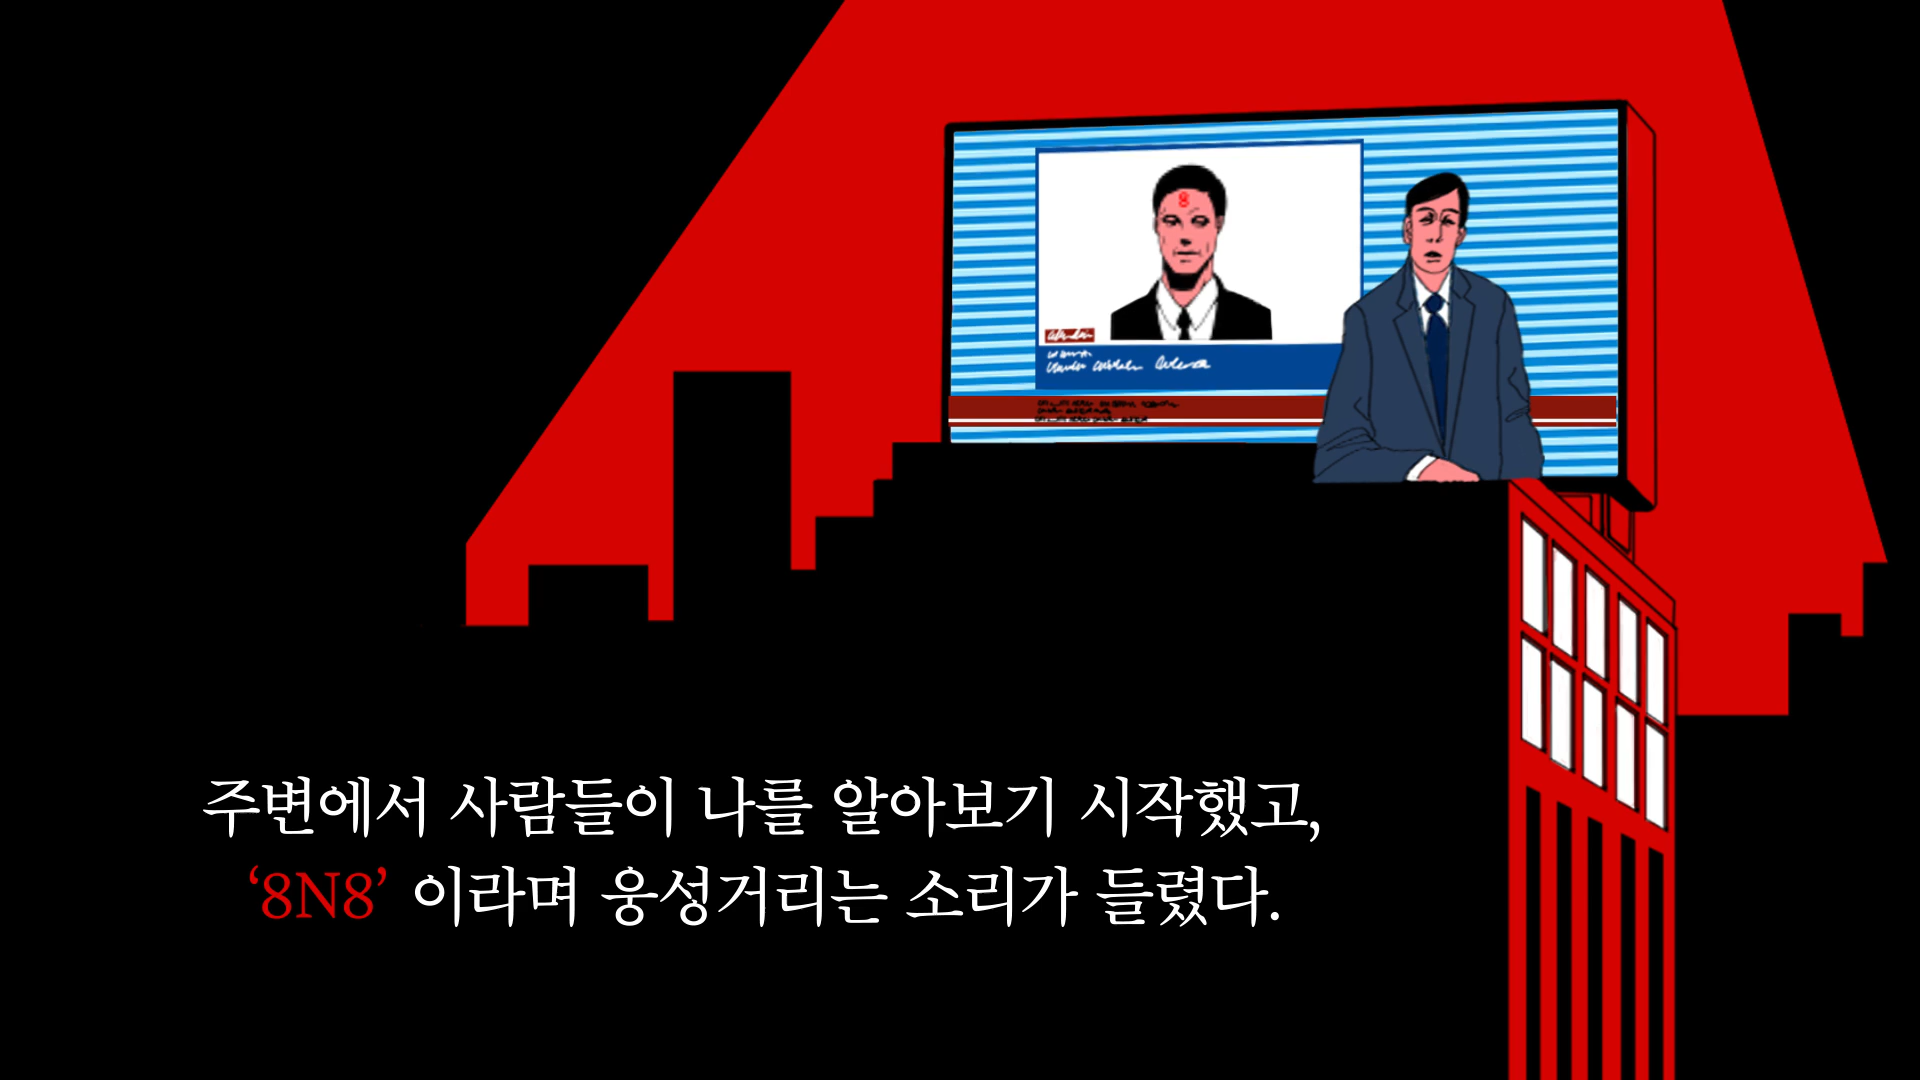 8
주변에서 사람들이 나를 알아보기 시작했고,
‘8N8’ 이라며 웅성거리는 소리가 들렸다.